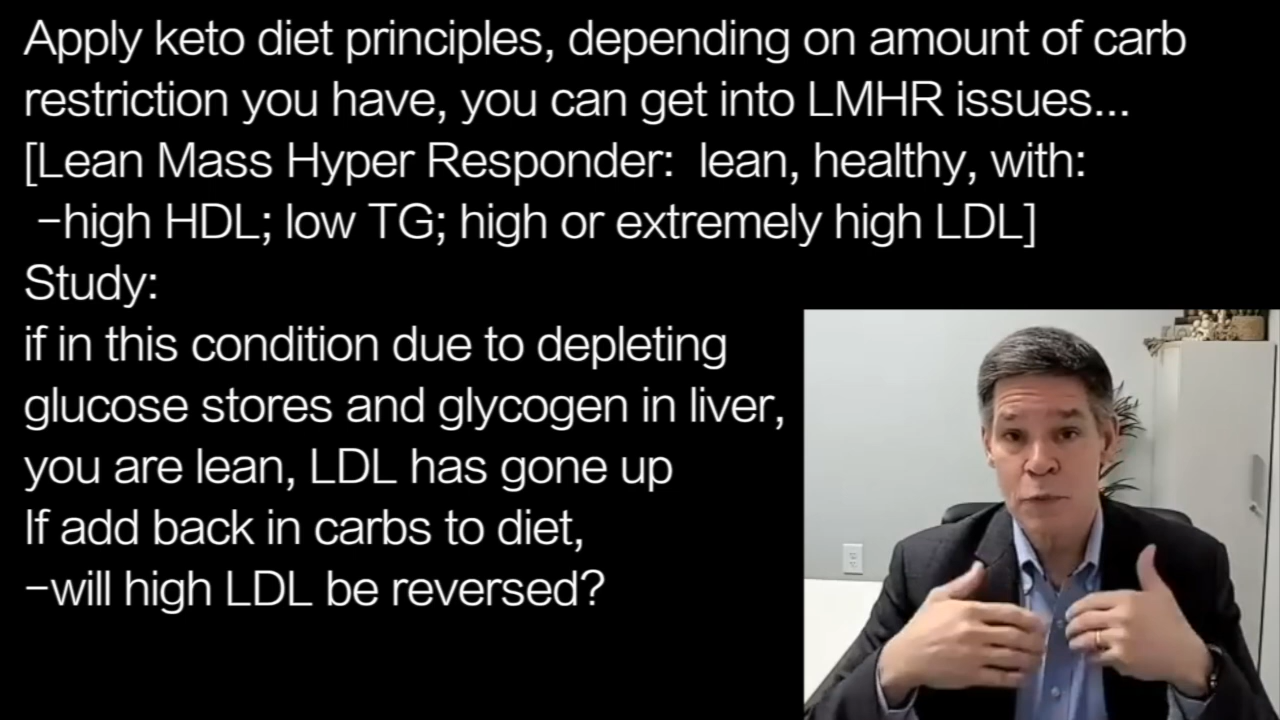 Apply keto diet principles, depending on amount of carb
restriction you have, you can get into LMHR issues...
[Lean Mass Hyper Responder:  lean, healthy, with:
−high HDL; low TG; high or extremely high LDL]
Study:
if in this condition due to depleting
glucose stores and glycogen in liver,
you are lean, LDL has gone up
If add back in carbs to diet,
−will high LDL be reversed?